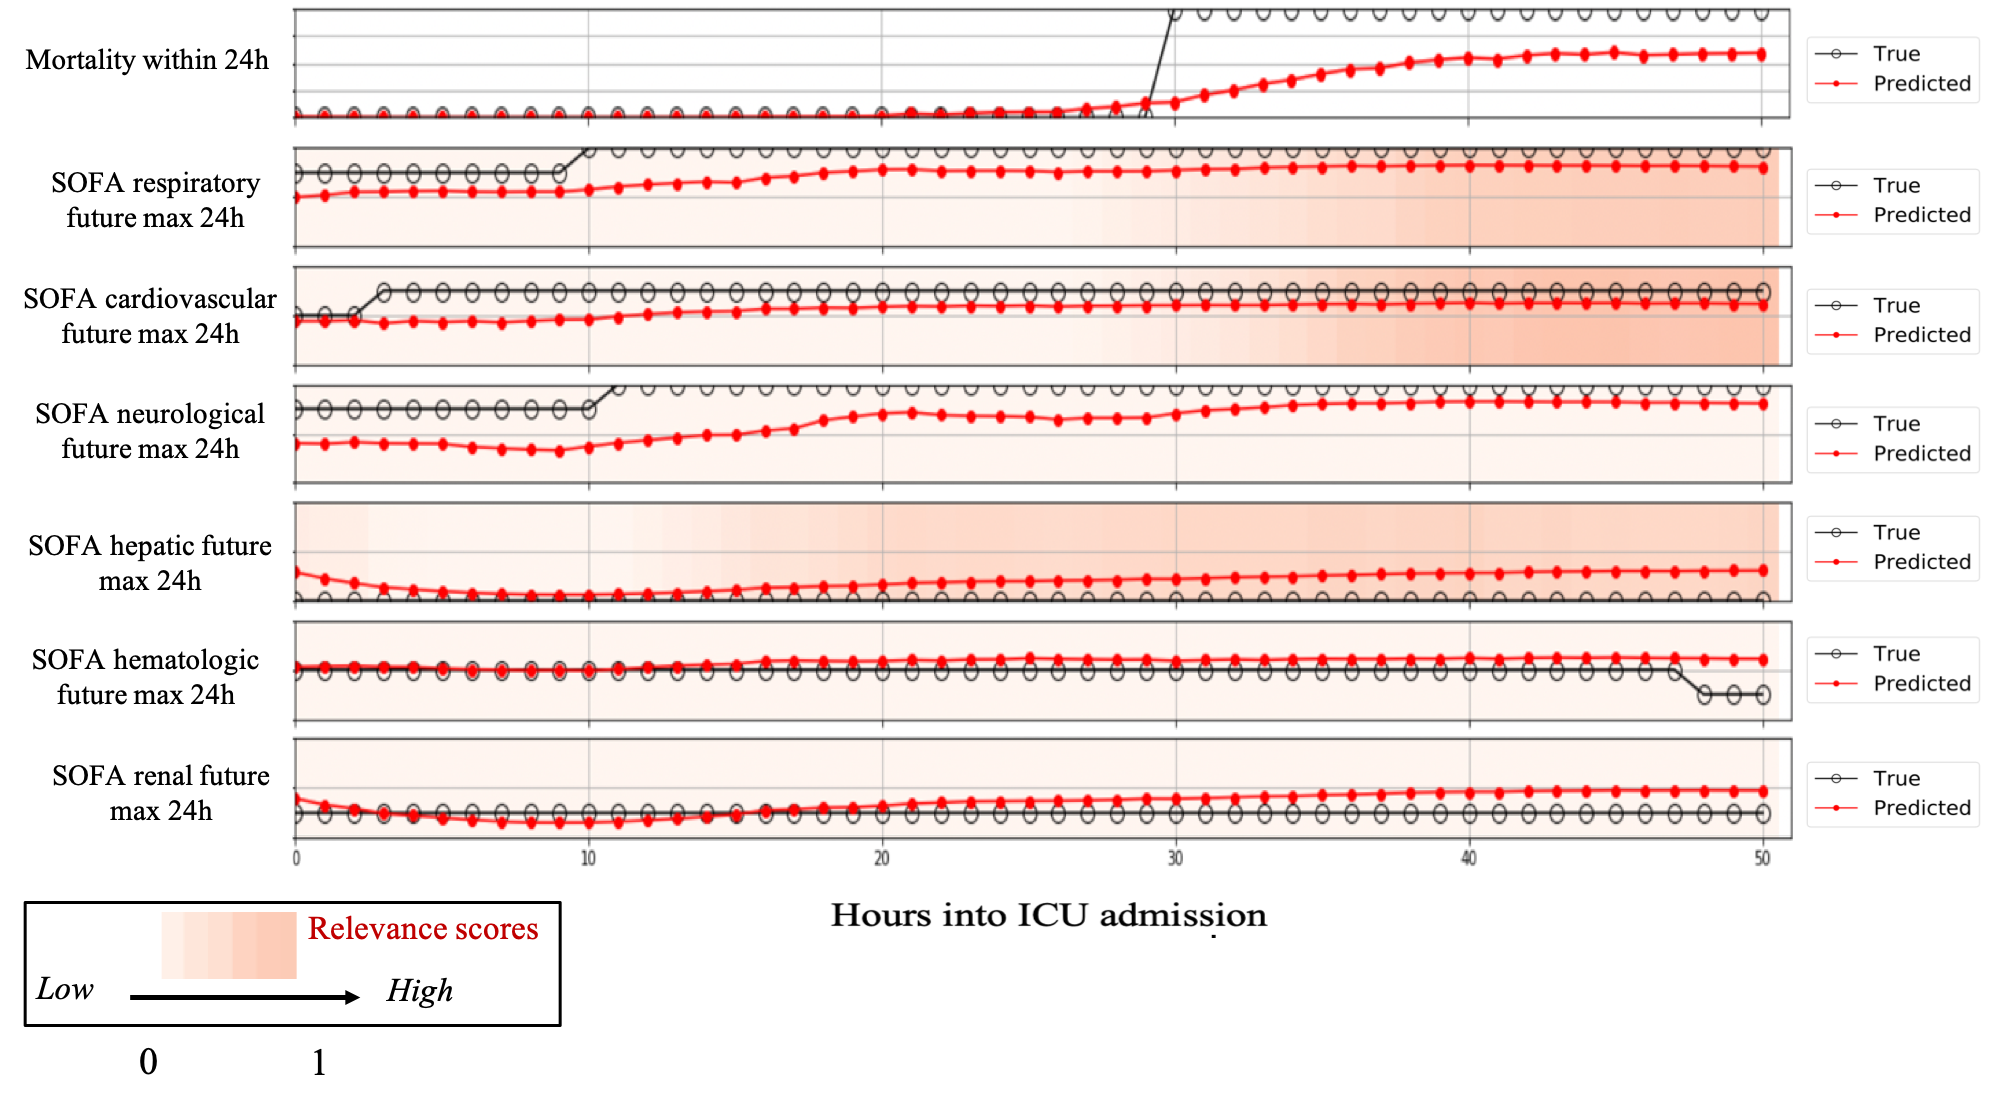 Mortality within 24h
True
Predicted
SOFA respiratory
future max 24h
True
Predicted
SOFA cardiovascular
future max 24h
True
Predicted
SOFA neurological
future max 24h
True
Predicted
SOFA hepatic future
max 24h
True
Predicted
SOFA hematologic
future max 24h
True
Predicted
SOFA renal future
max 24h
True
Predicted
0 10 20 30 40 50
Hours into ICU admission
Relevance scores
Low High
0 1